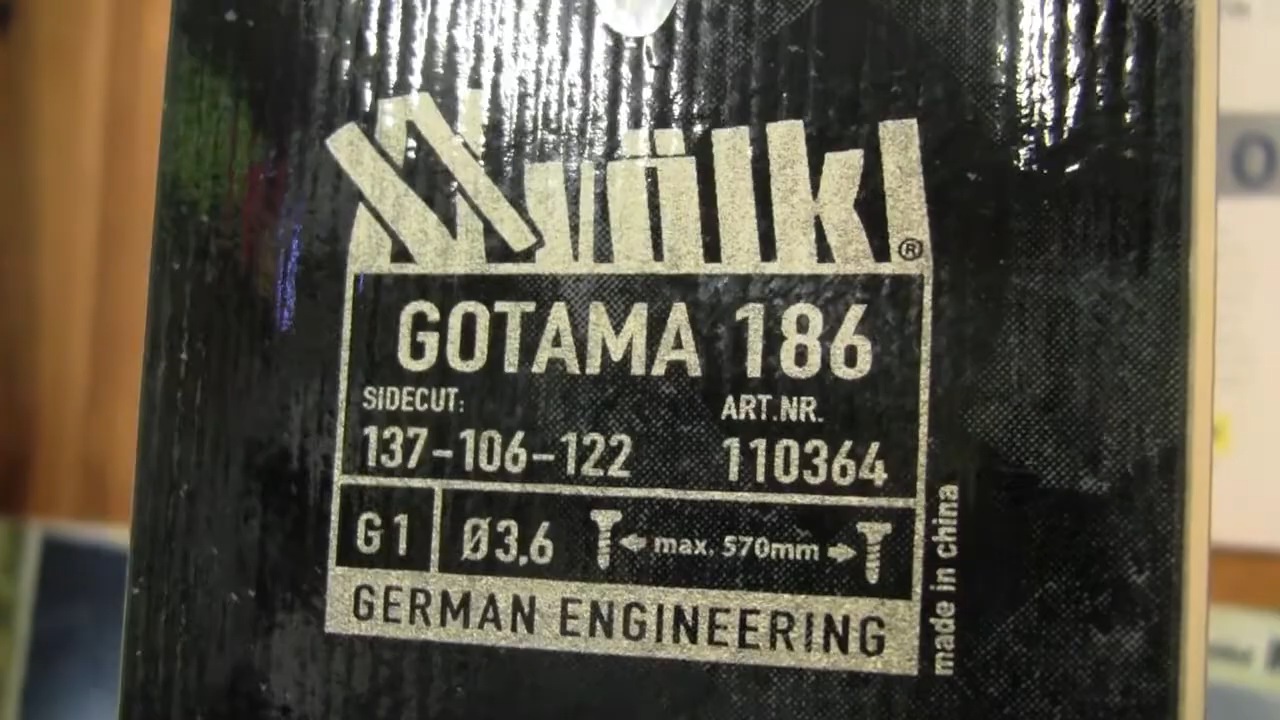 Völkl®
GOTAMA 186
SIDECUT: ART.NR.
137-106-122 110364
G1 Ø3,6 max. 570mm
GERMAN ENGINEERING
made in china